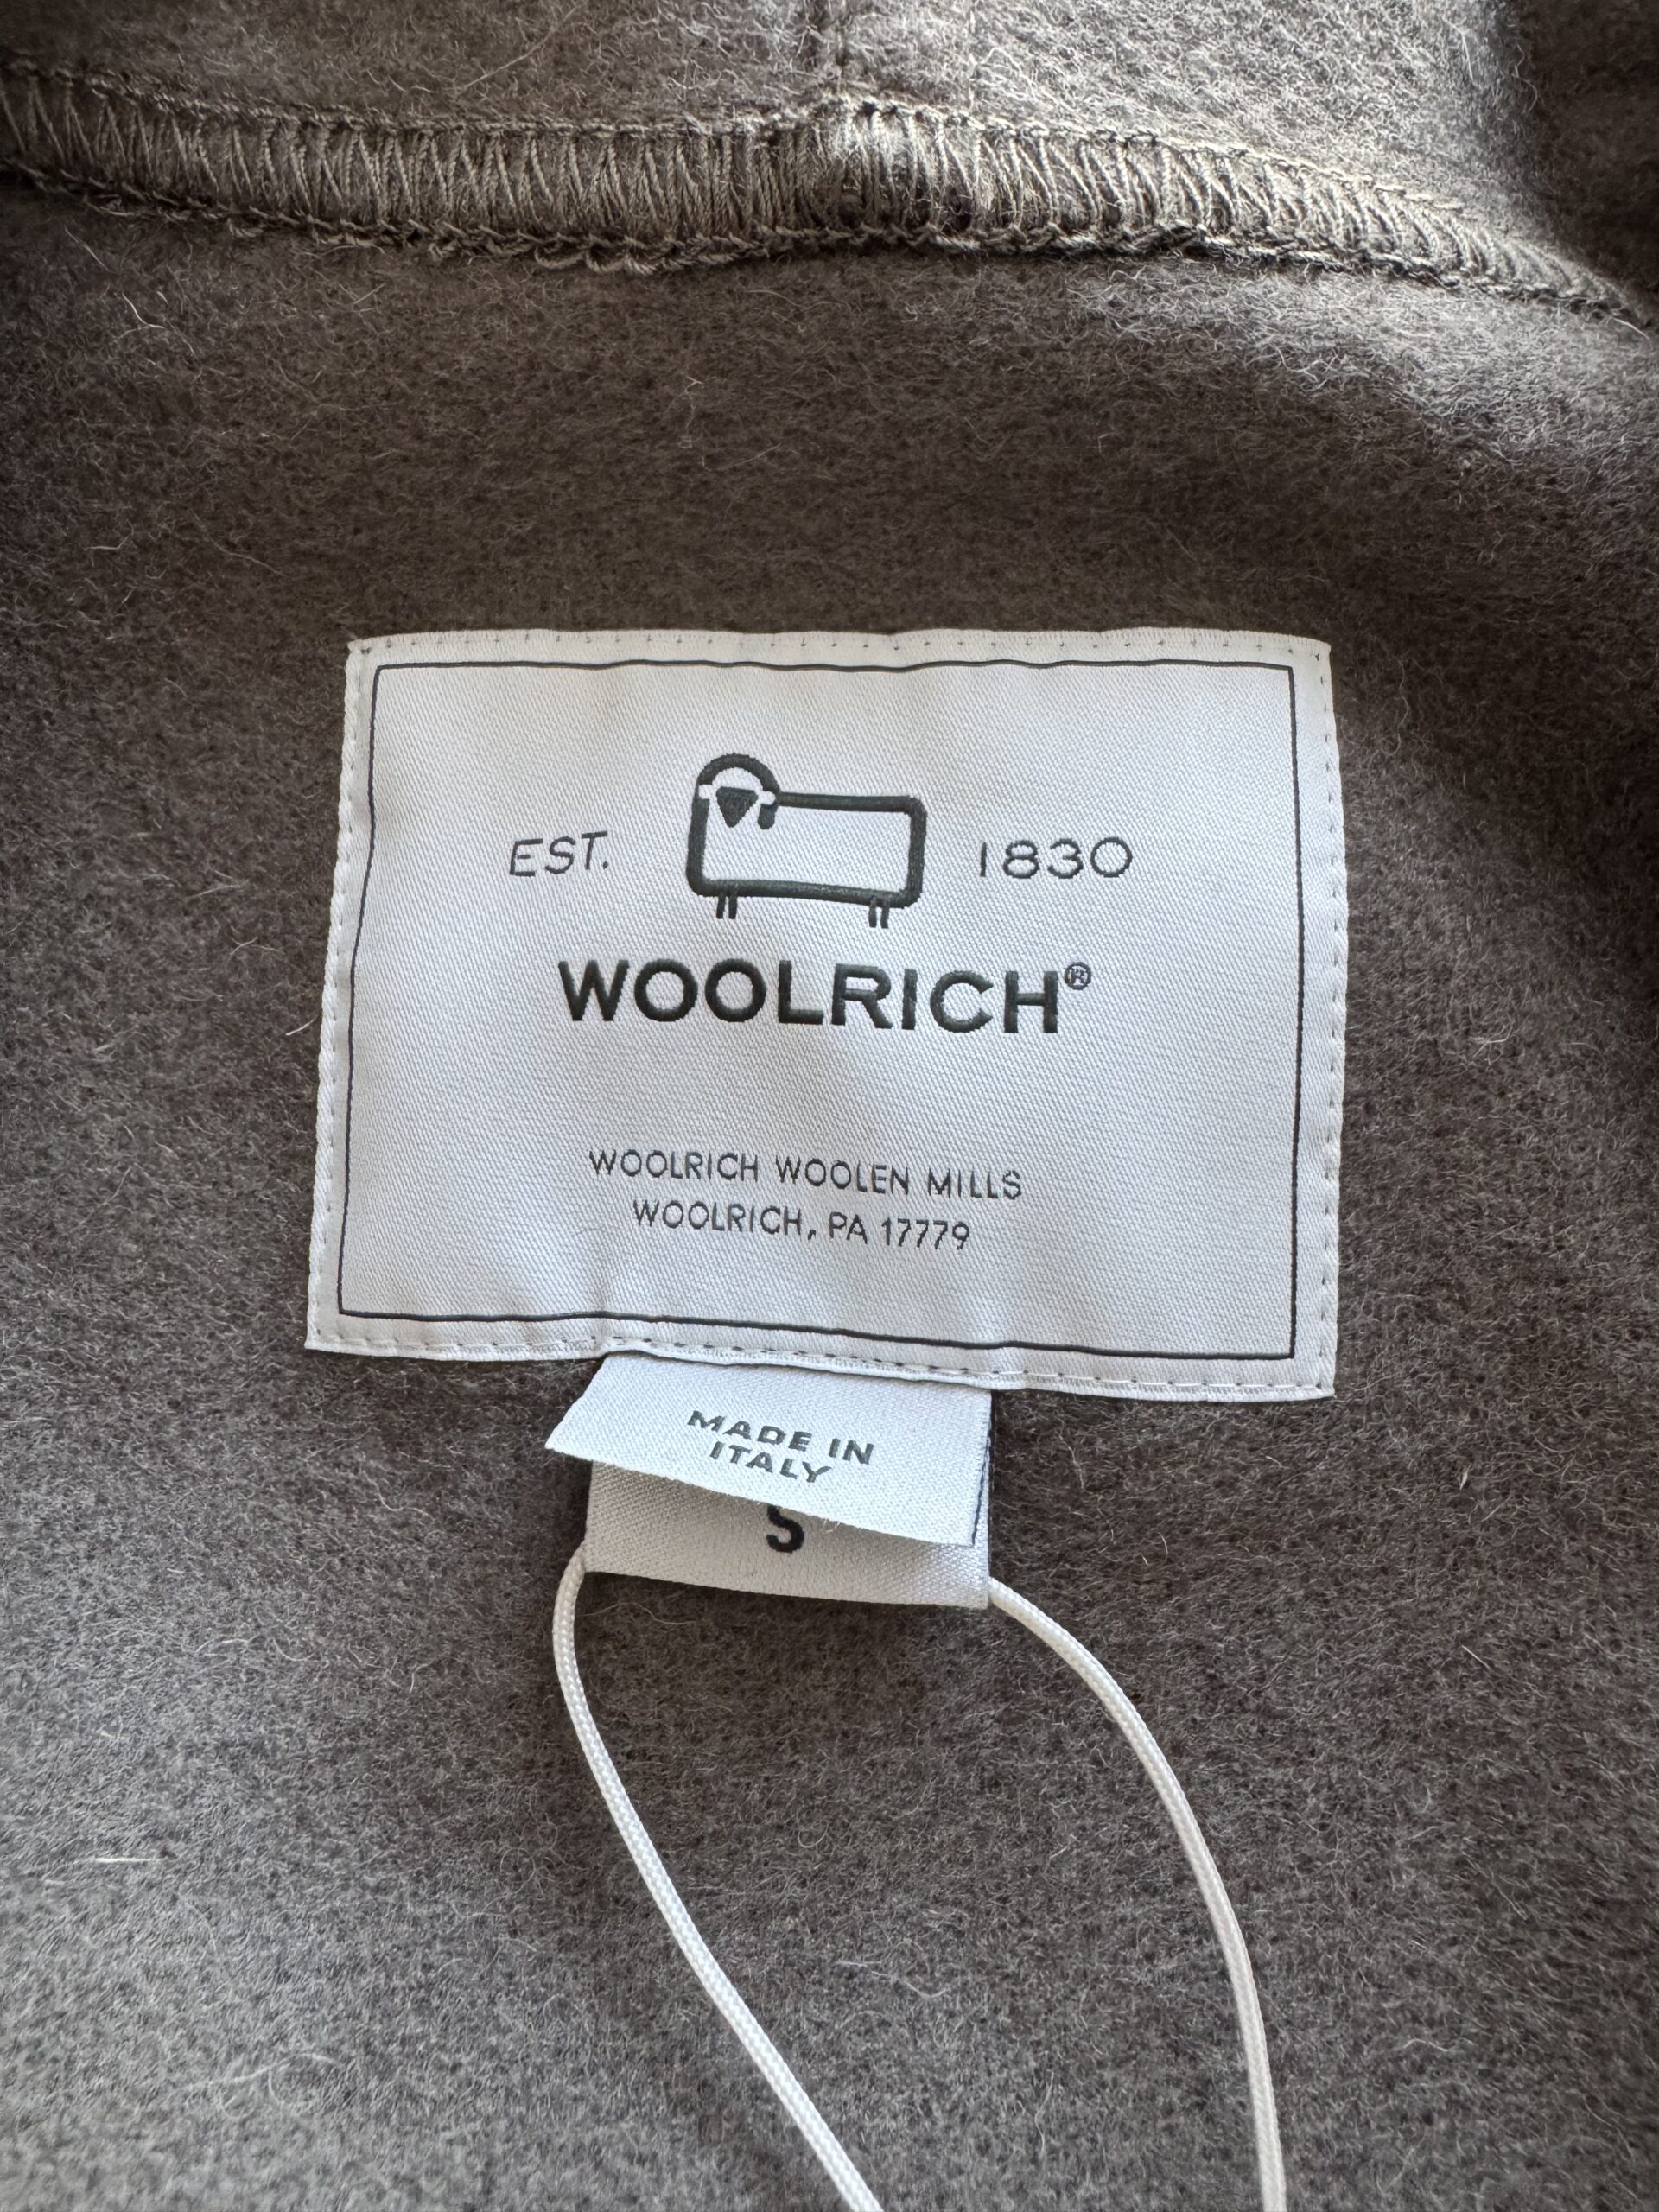 EST. 1830
WOOLRICH®
WOOLRICH WOOLEN MILLS
WOOLRICH, PA 17779
MADE IN
ITALY
S